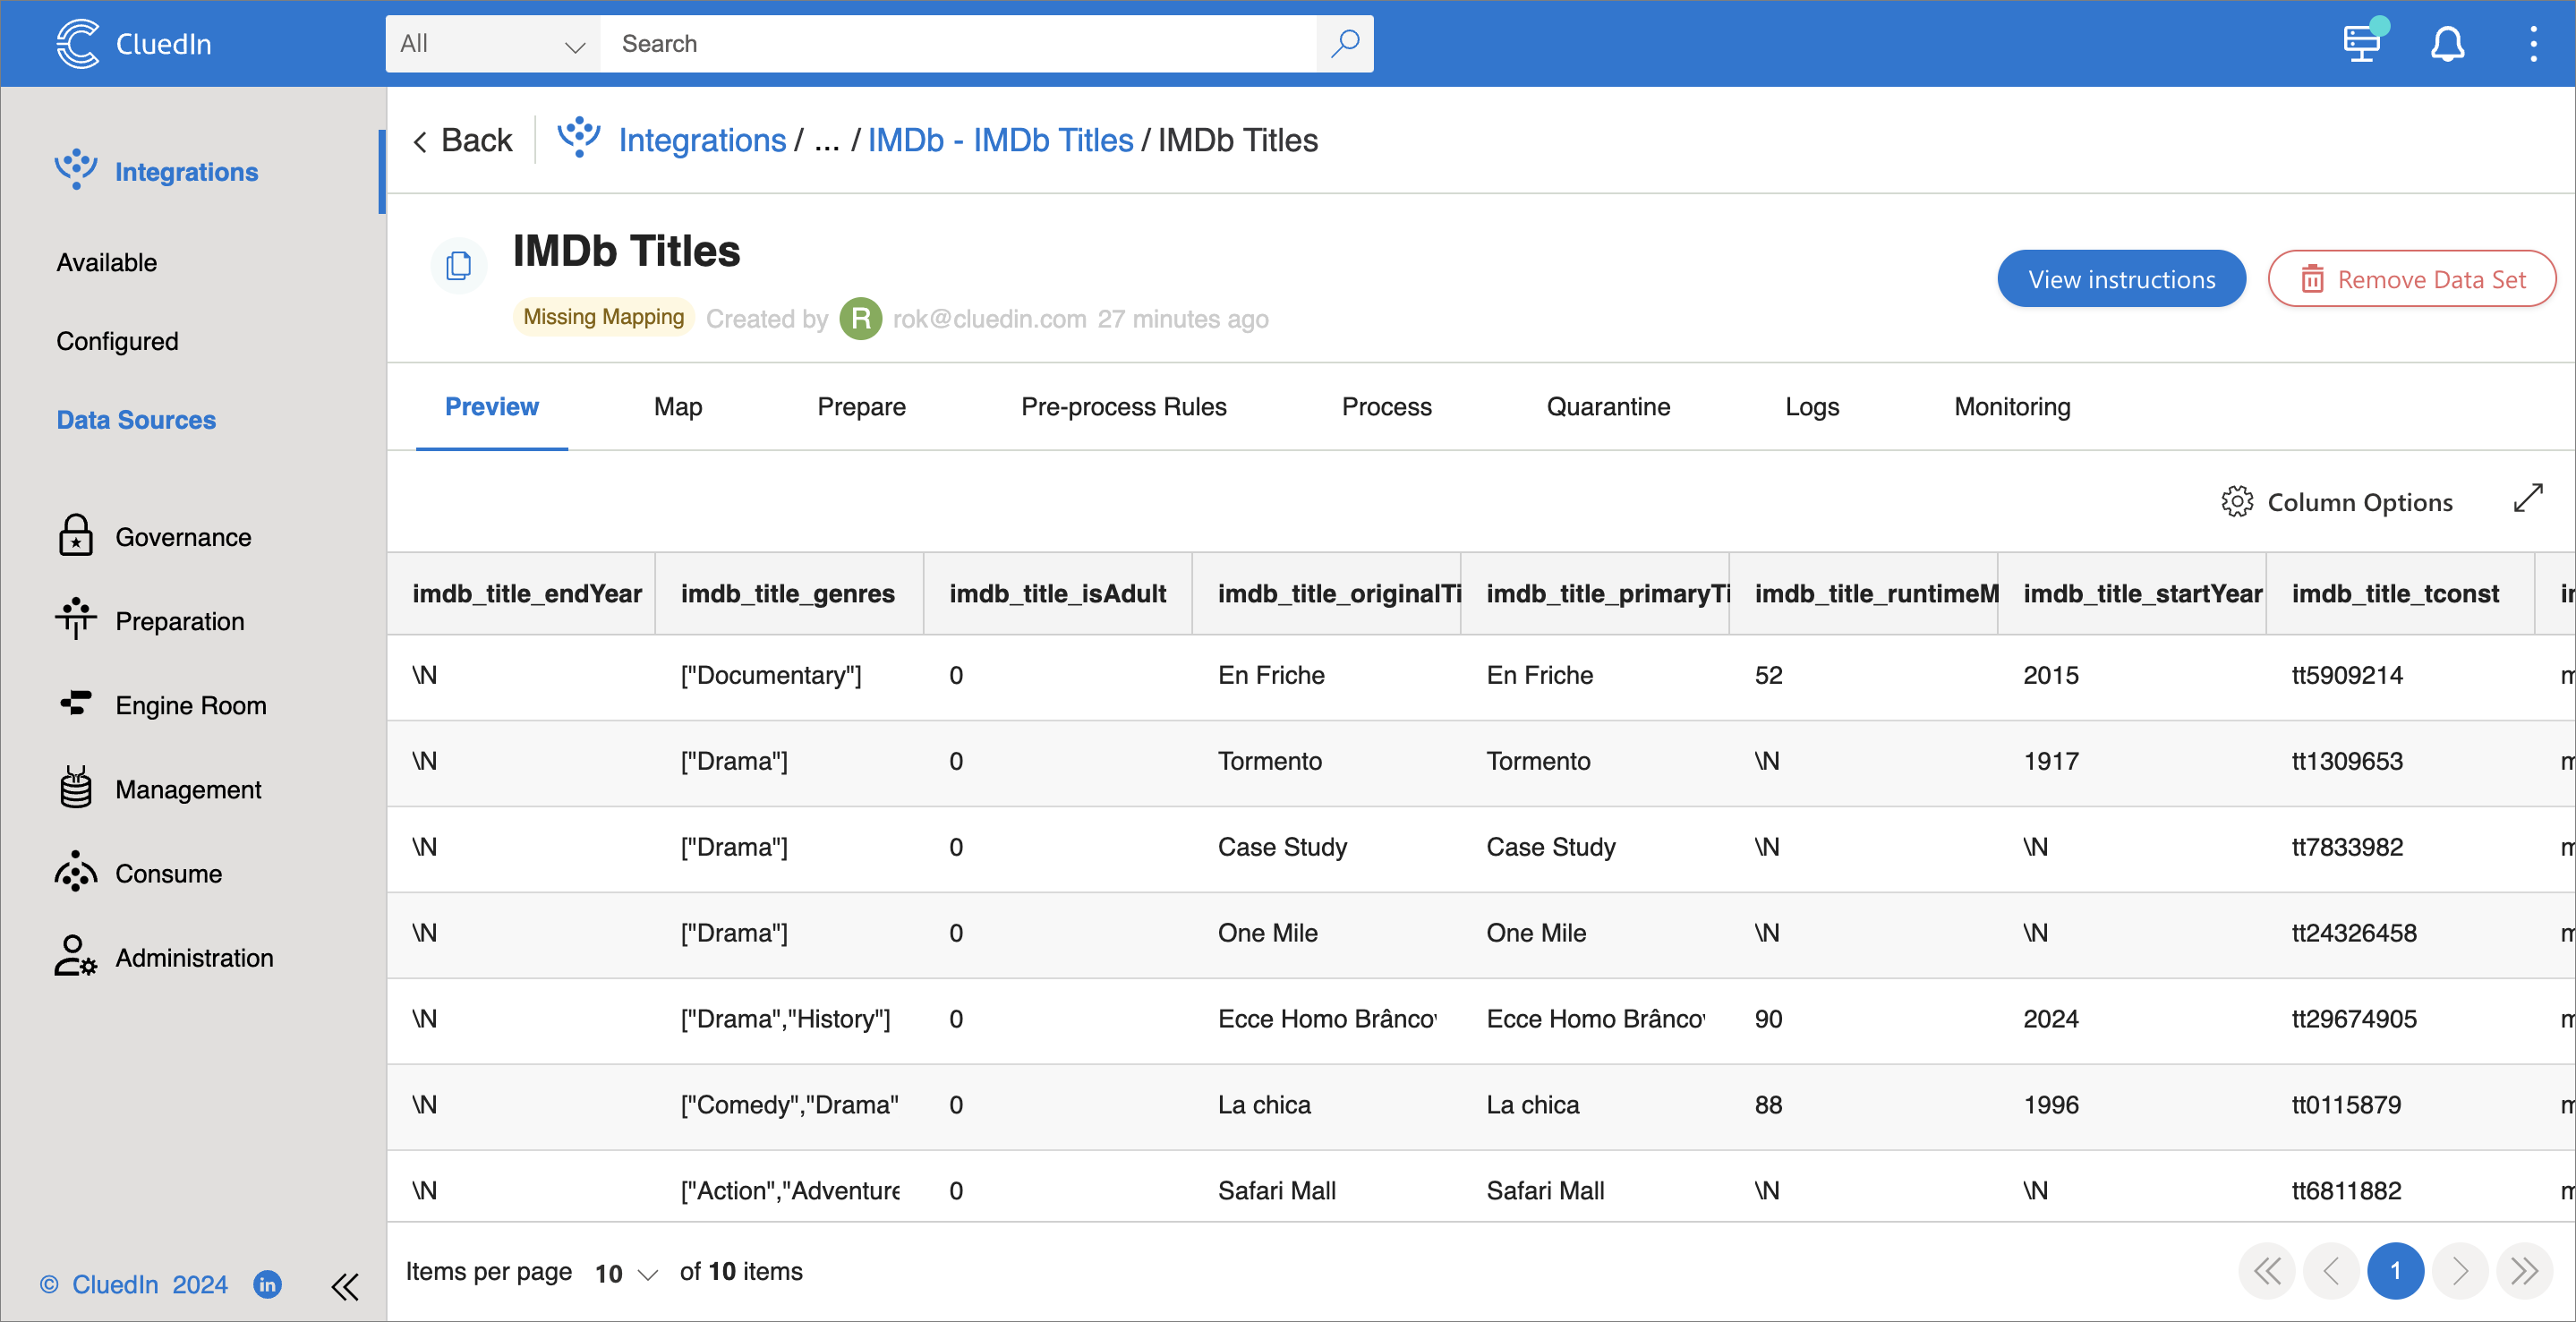 CluedIn
All
Search
Integrations
Available
Configured
Data Sources
Governance
Preparation
Engine Room
Management
Consume
Administration
© CluedIn 2024 in
Back
Integrations / ... / IMDb - IMDb Titles / IMDb Titles
IMDb Titles
Missing Mapping Created by R rok@cluedin.com 27 minutes ago
View instructions
Remove Data Set
Preview Map Prepare Pre-process Rules Process Quarantine Logs Monitoring
Column Options
imdb_title_endYear imdb_title_genres imdb_title_isAdult imdb_title_originalTi imdb_title_primaryTi imdb_title_runtimeM imdb_title_startYear imdb_title_tconst
\N ["Documentary"] 0 En Friche En Friche 52 2015 tt5909214
\N ["Drama"] 0 Tormento Tormento \N 1917 tt1309653
\N ["Drama"] 0 Case Study Case Study \N \N tt7833982
\N ["Drama"] 0 One Mile One Mile \N \N tt24326458
\N ["Drama","History"] 0 Ecce Homo Brânco Ecce Homo Brânco 90 2024 tt29674905
\N ["Comedy","Drama" 0 La chica La chica 88 1996 tt0115879
\N ["Action","Adventure 0 Safari Mall Safari Mall \N \N tt6811882
Items per page 10 of 10 items
1